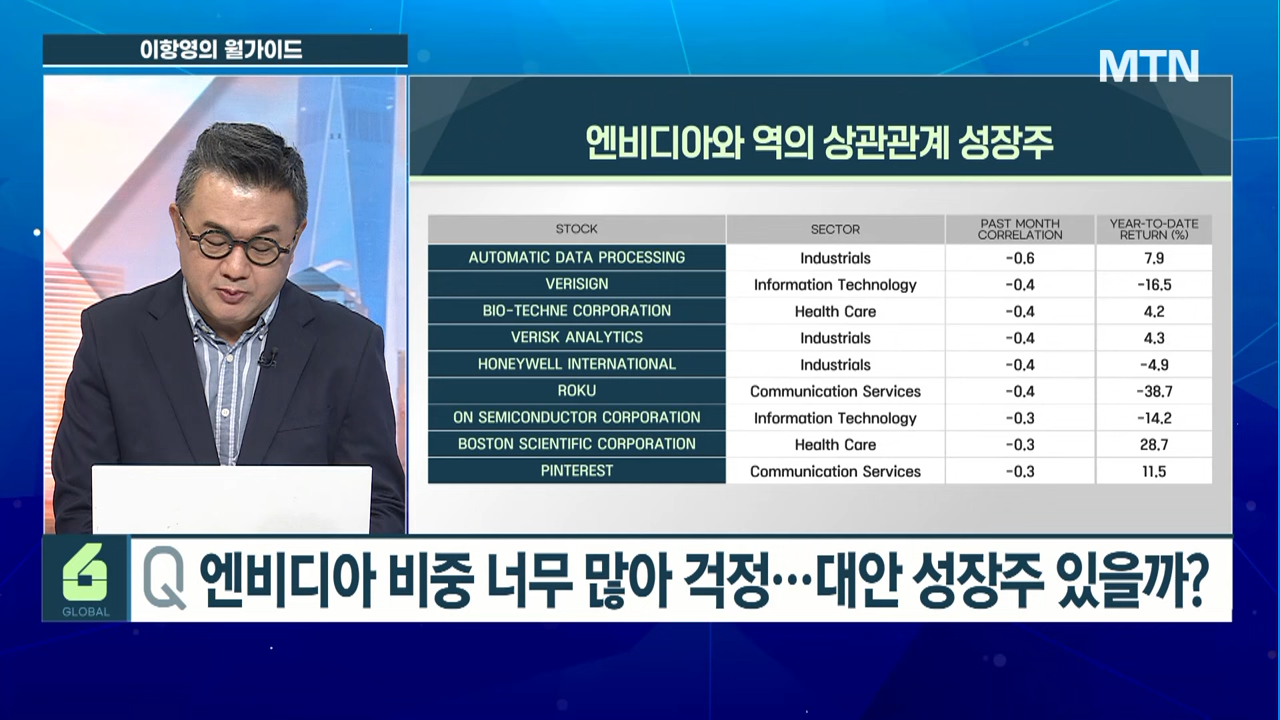 이항영의 월가이드
MTN
엔비디아와 역의 상관관계 성장주
STOCK SECTOR PAST MONTH CORRELATION YEAR-TO-DATE RETURN (%)
AUTOMATIC DATA PROCESSING Industrials -0.6 7.9
VERISIGN Information Technology -0.4 -16.5
BIO-TECHNE CORPORATION Health Care -0.4 4.2
VERISK ANALYTICS Industrials -0.4 4.3
HONEYWELL INTERNATIONAL Industrials -0.4 -4.9
ROKU Communication Services -0.4 -38.7
ON SEMICONDUCTOR CORPORATION Information Technology -0.3 -14.2
BOSTON SCIENTIFIC CORPORATION Health Care -0.3 28.7
PINTEREST Communication Services -0.3 11.5
6 GLOBAL
Q 엔비디아 비중 너무 많아 걱정…대안 성장주 있을까?